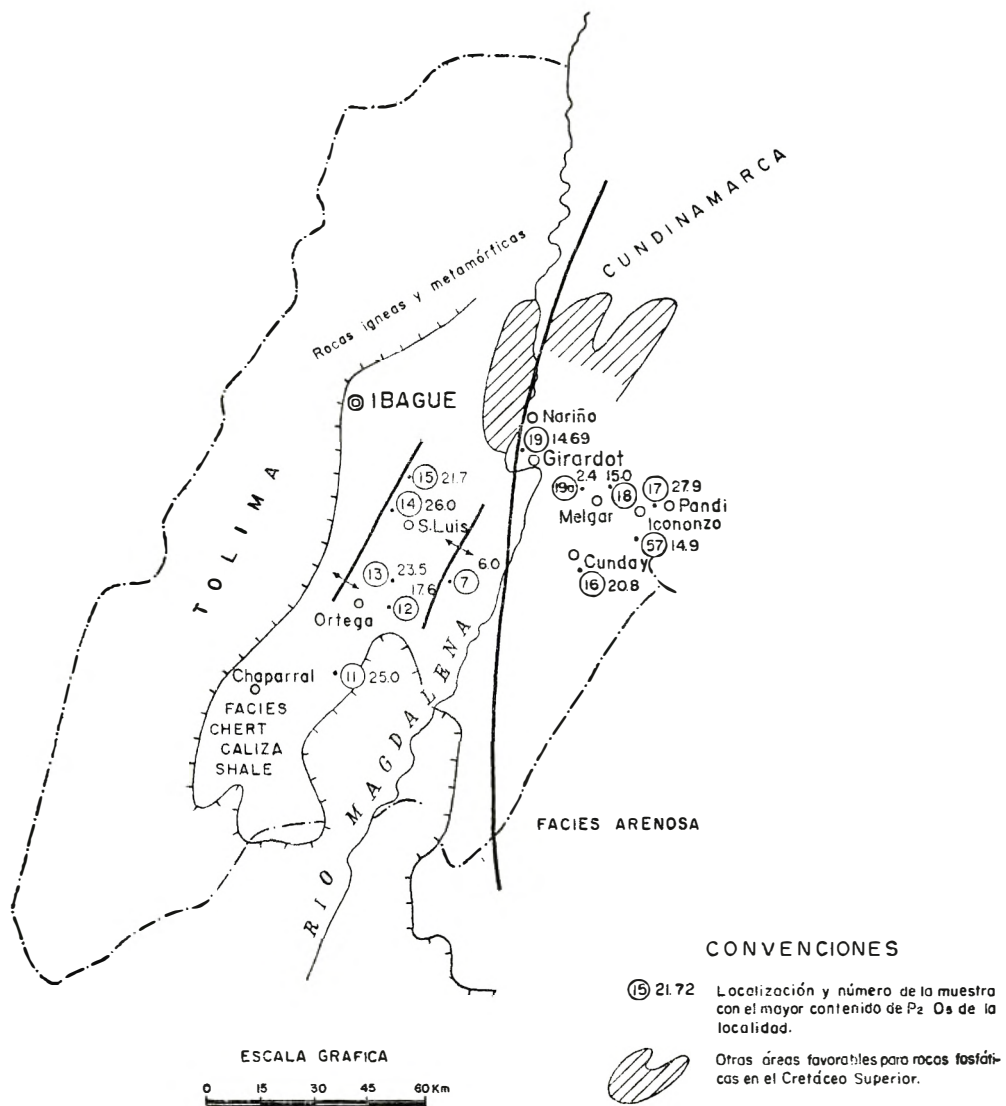 CUNDINAMARCA
Rocas igneas y metamórticas
IBAGUE
Nariño
19 14.69
Girardot
TOLIMA
15 21.7
14 26.0
S. Luis
19a 2.4
15.0 18
17 27.9
Pandi
Melgar
Icononzo
57 14.9
Cunday
16 20.8
13 23.5
6.0
7
17.6
12
Ortega
Chaparral
11 25.0
FACIES
CHERT
CALIZA
SHALE
RIO MAGDALENA
FACIES ARENOSA
CONVENCIONES
15 21.72 Localización y número de la muestra
con el mayor contenido de P2 O5 de la
localidad.
Otras áreas favorables para rocas fosfáti-
cas en el Cretáceo Superior.
ESCALA GRAFICA
0 15 30 45 60 Km